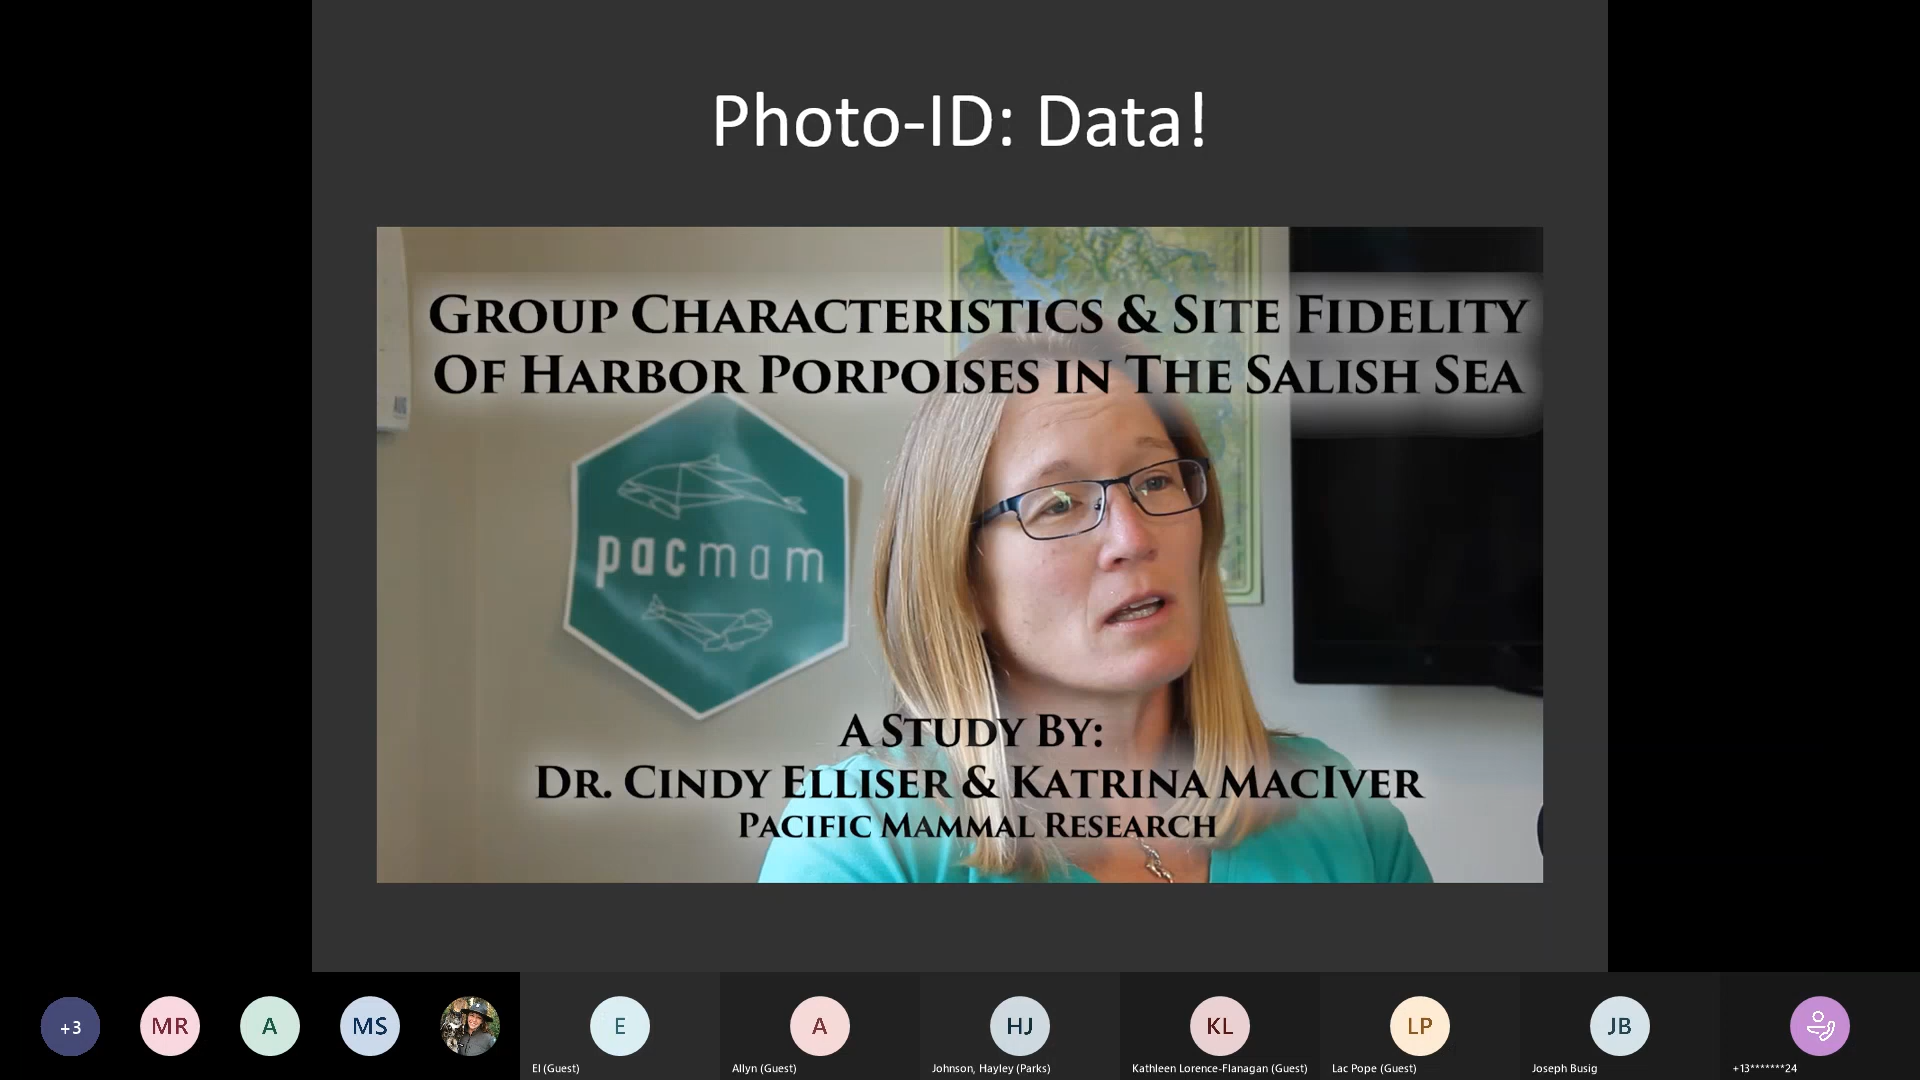 Photo-ID: Data!
GROUP CHARACTERISTICS & SITE FIDELITY
OF HARBOR PORPOISES IN THE SALISH SEA
pacmam
A STUDY BY:
DR. CINDY ELLISER & KATRINA MACIVER
PACIFIC MAMMAL RESEARCH
+3
MR
A
MS
E
A
HJ
KL
LP
JB
El (Guest)
Allyn (Guest)
Johnson, Hayley (Parks)
Kathleen Lorence-Flanagan (Guest)
Lac Pope (Guest)
Joseph Busig
+13*******24